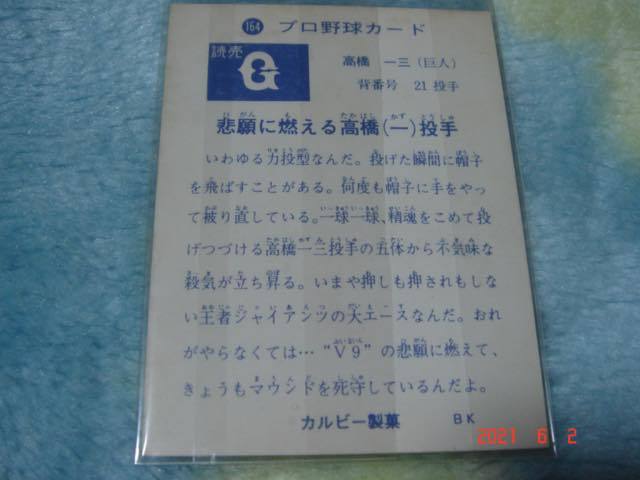 164 プロ野球カード
読売
G
高橋 一三(巨人)
背番号 21 投手
悲願に燃える高橋(一)投手
いわゆる力投型なんだ。投げた瞬間に帽子
を飛ばすことがある。何度も帽子に手をやっ
て被り直している。一球一球、精魂をこめて投
げつづける高橋一三投手の五体から不気味な
殺気が立ち昇る。いまや押しも押されもしな
い王者ジャイアンツの大エースなんだ。おれ
がやらなくては…“V9”の悲願に燃えて、
きょうもマウンドを死守しているんだよ。
カルビー製菓 BK
2021 6 2